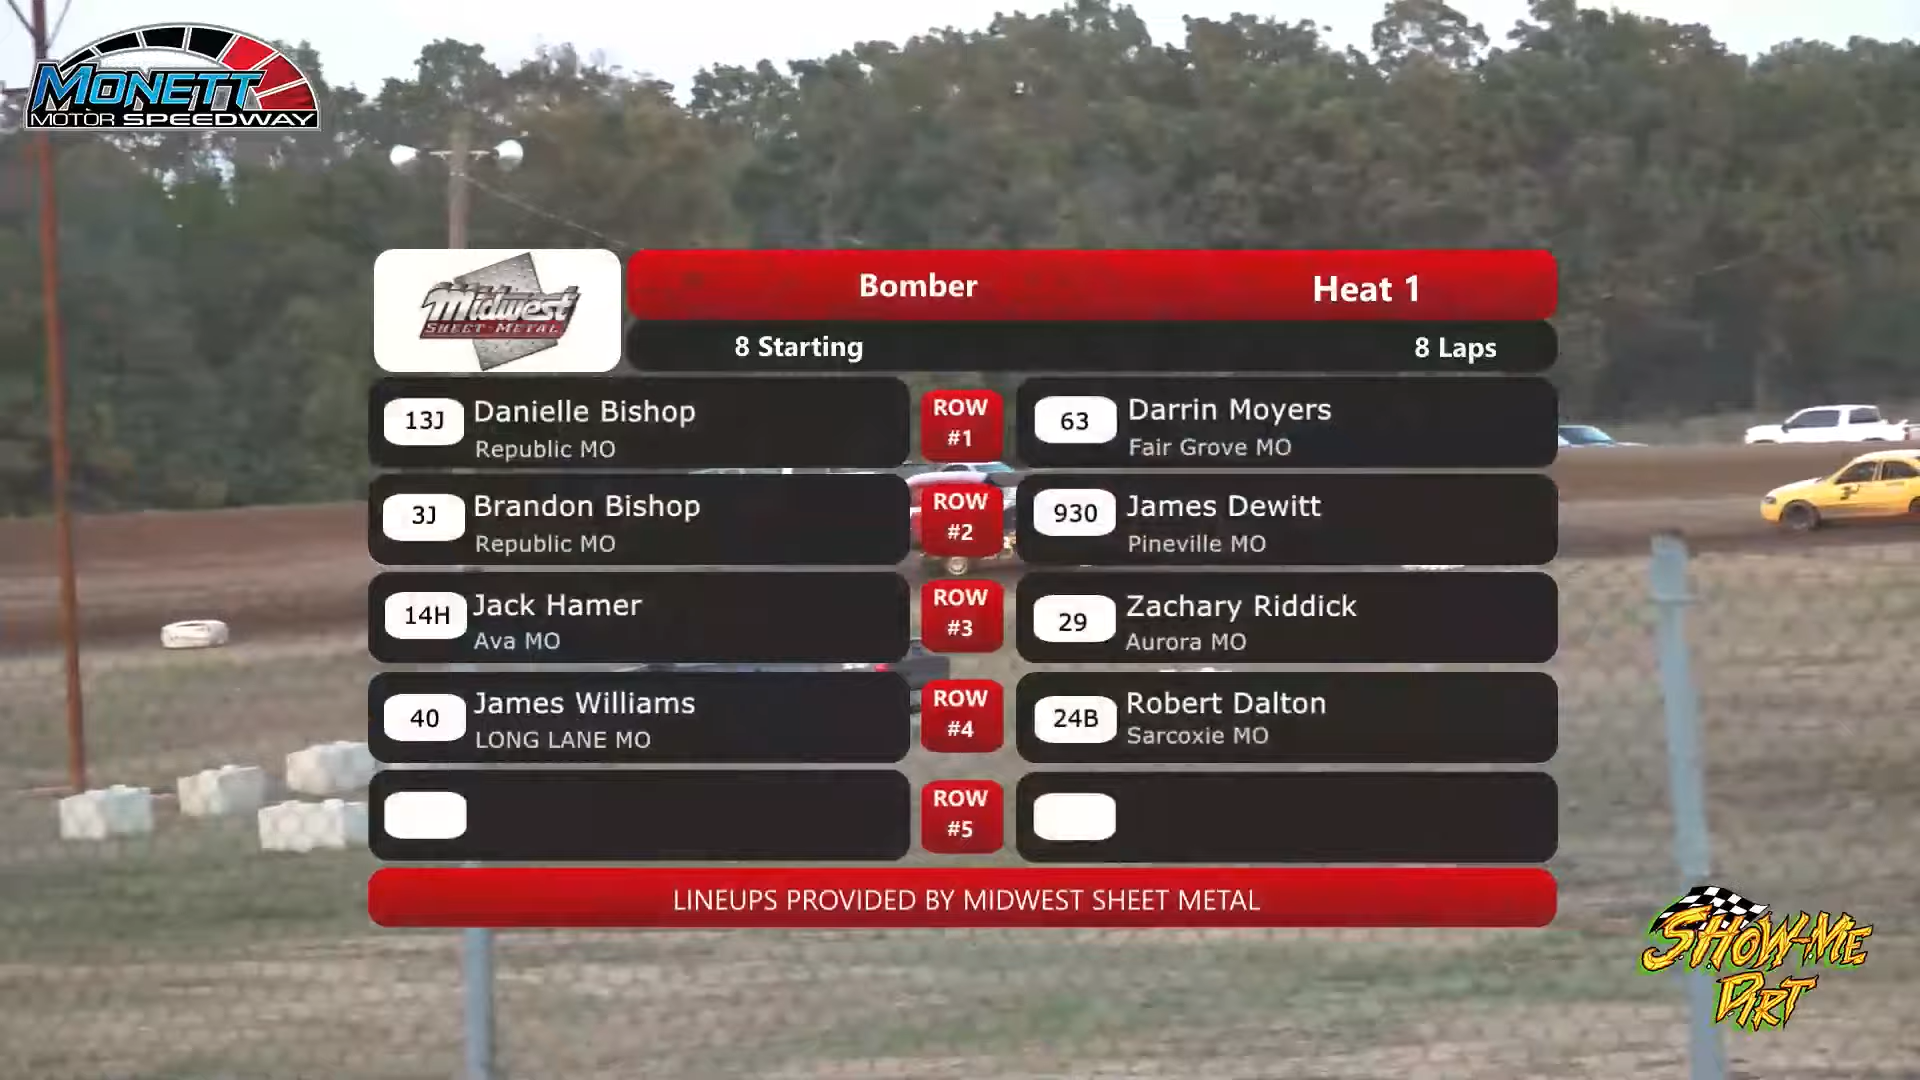 MONETT
MOTOR SPEEDWAY
Midwest
SHEET METAL
Bomber
Heat 1
8 Starting
8 Laps
13J
Danielle Bishop
Republic MO
ROW
#1
63
Darrin Moyers
Fair Grove MO
3J
Brandon Bishop
Republic MO
ROW
#2
930
James Dewitt
Pineville MO
14H
Jack Hamer
Ava MO
ROW
#3
29
Zachary Riddick
Aurora MO
40
James Williams
LONG LANE MO
ROW
#4
24B
Robert Dalton
Sarcoxie MO
ROW
#5
LINEUPS PROVIDED BY MIDWEST SHEET METAL
SHOW-ME
DIRT